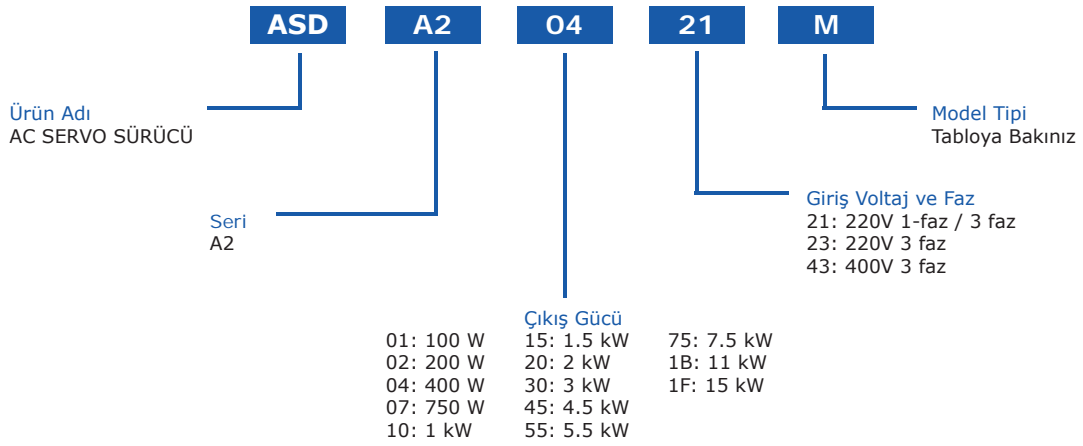 ASD A2 04 21 M
Ürün Adı
AC SERVO SÜRÜCÜ
Model Tipi
Tabloya Bakınız
Seri
A2
Giriş Voltaj ve Faz
21: 220V 1-faz / 3 faz
23: 220V 3 faz
43: 400V 3 faz
Çıkış Gücü
01: 100 W 15: 1.5 kW 75: 7.5 kW
02: 200 W 20: 2 kW 1B: 11 kW
04: 400 W 30: 3 kW 1F: 15 kW
07: 750 W 45: 4.5 kW
10: 1 kW 55: 5.5 kW